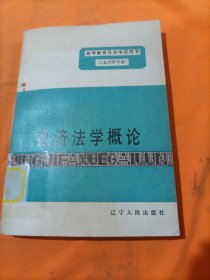 高等教育自学考试用书
(工业经济专业)
经济法学概论
辽宁人民出版社